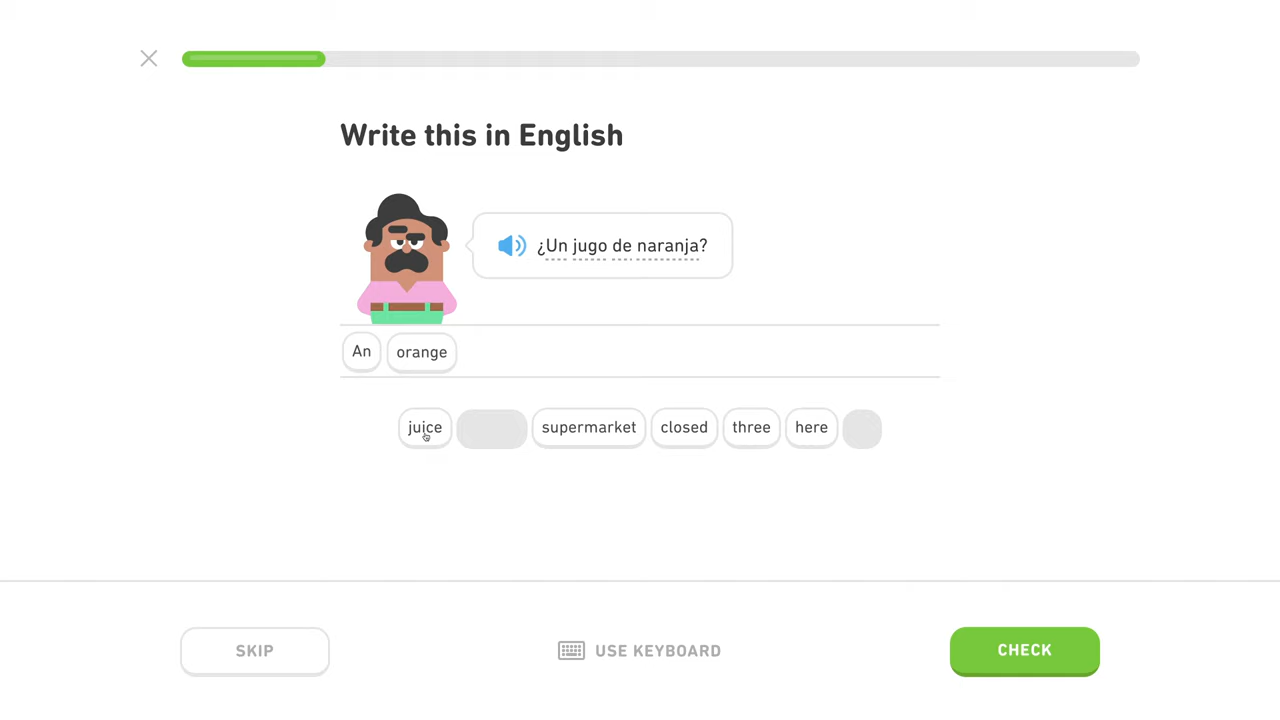 Write this in English
¿Un jugo de naranja?
An orange
juice supermarket closed three here
SKIP USE KEYBOARD CHECK